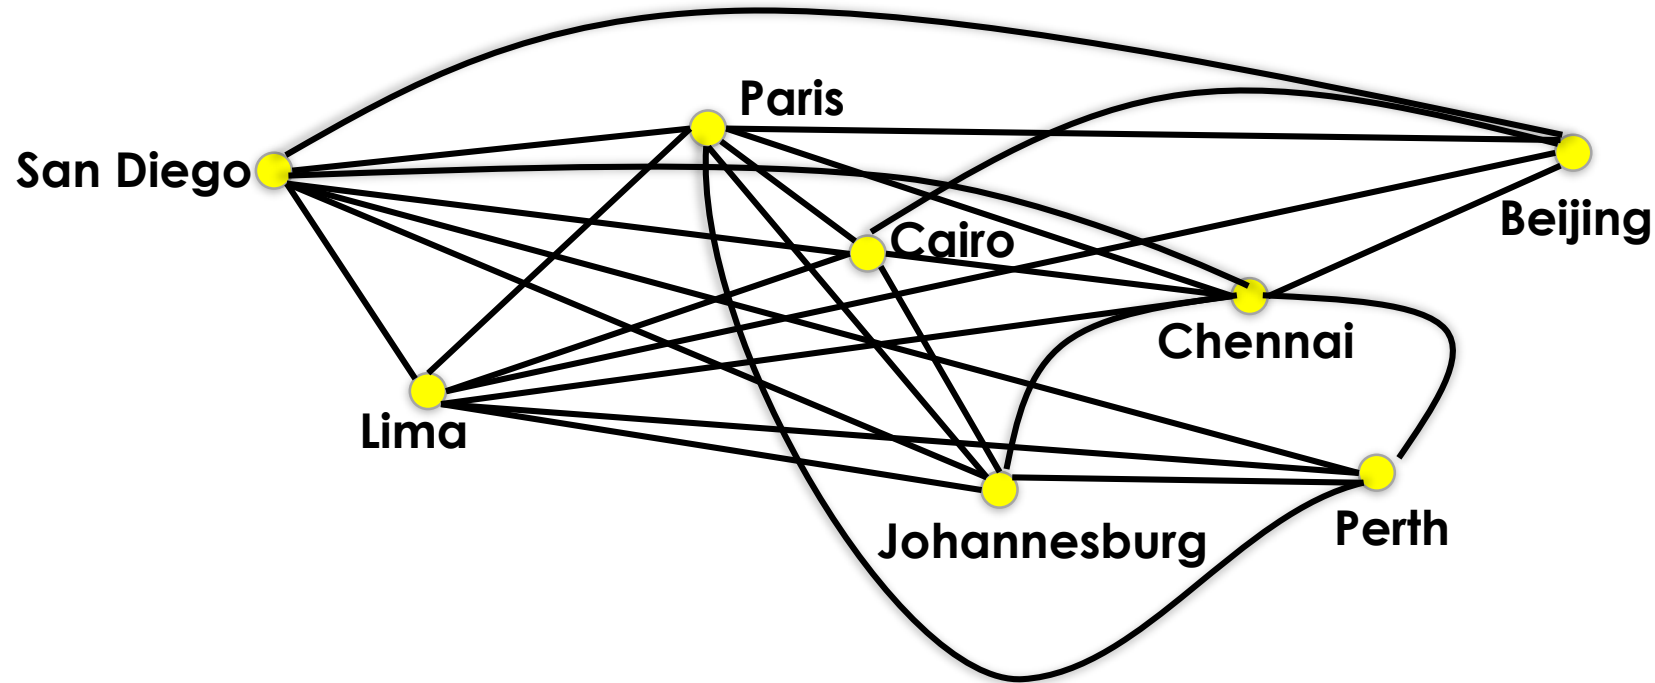 Paris
San Diego
Beijing
Cairo
Chennai
Lima
Johannesburg
Perth